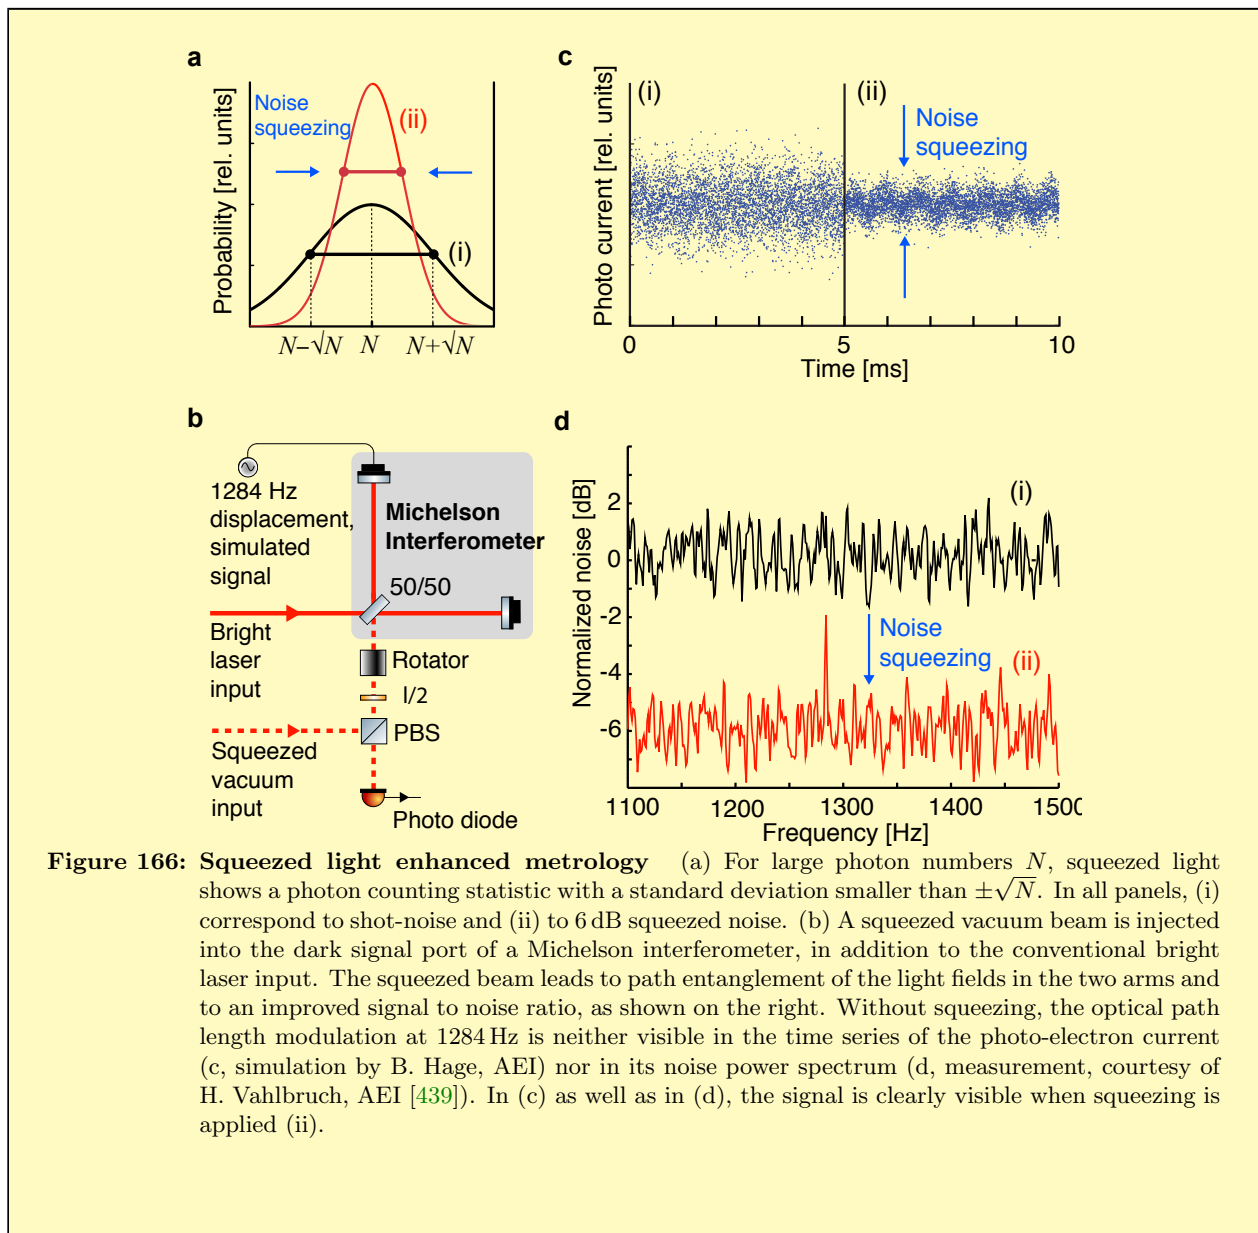 a
Probability [rel. units]
Noise
squeezing
(ii)
(i)
N−√N
N
N+√N
c
Photo current [rel. units]
(i)
(ii)
Noise
squeezing
0
5
10
Time [ms]
b
1284 Hz
displacement,
simulated
signal
Michelson
Interferometer
50/50
Bright
laser
input
Rotator
l/2
PBS
Squeezed
vacuum
input
Photo diode
d
Normalized noise [dB]
2
0
-2
-4
-6
(i)
Noise
squeezing
(ii)
1100
1200
1300
1400
1500
Frequency [Hz]
Figure 166: Squeezed light enhanced metrology (a) For large photon numbers N, squeezed light
shows a photon counting statistic with a standard deviation smaller than ±√N. In all panels, (i)
correspond to shot-noise and (ii) to 6 dB squeezed noise. (b) A squeezed vacuum beam is injected
into the dark signal port of a Michelson interferometer, in addition to the conventional bright
laser input. The squeezed beam leads to path entanglement of the light fields in the two arms and
to an improved signal to noise ratio, as shown on the right. Without squeezing, the optical path
length modulation at 1284 Hz is neither visible in the time series of the photo-electron current
(c, simulation by B. Hage, AEI) nor in its noise power spectrum (d, measurement, courtesy of
H. Vahlbruch, AEI [439]). In (c) as well as in (d), the signal is clearly visible when squeezing is
applied (ii).